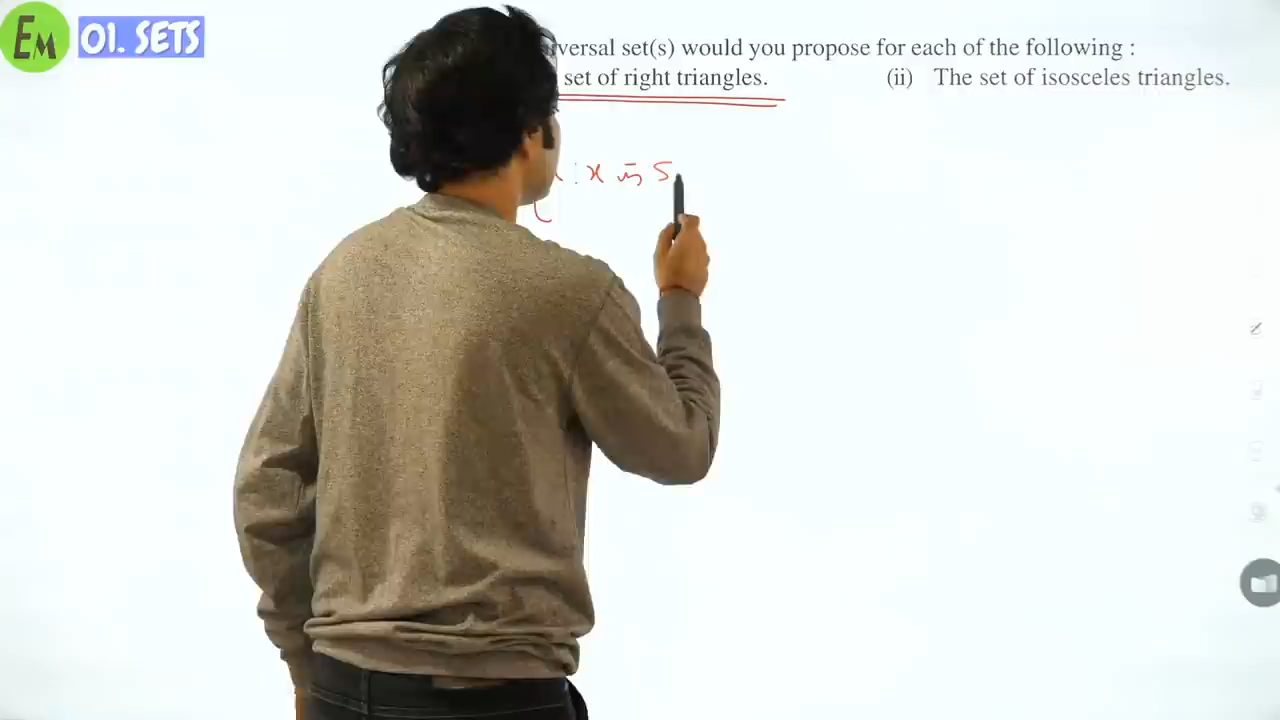 Em 01. SETS
versal set(s) would you propose for each of the following :
set of right triangles. (ii) The set of isosceles triangles.
: x is S